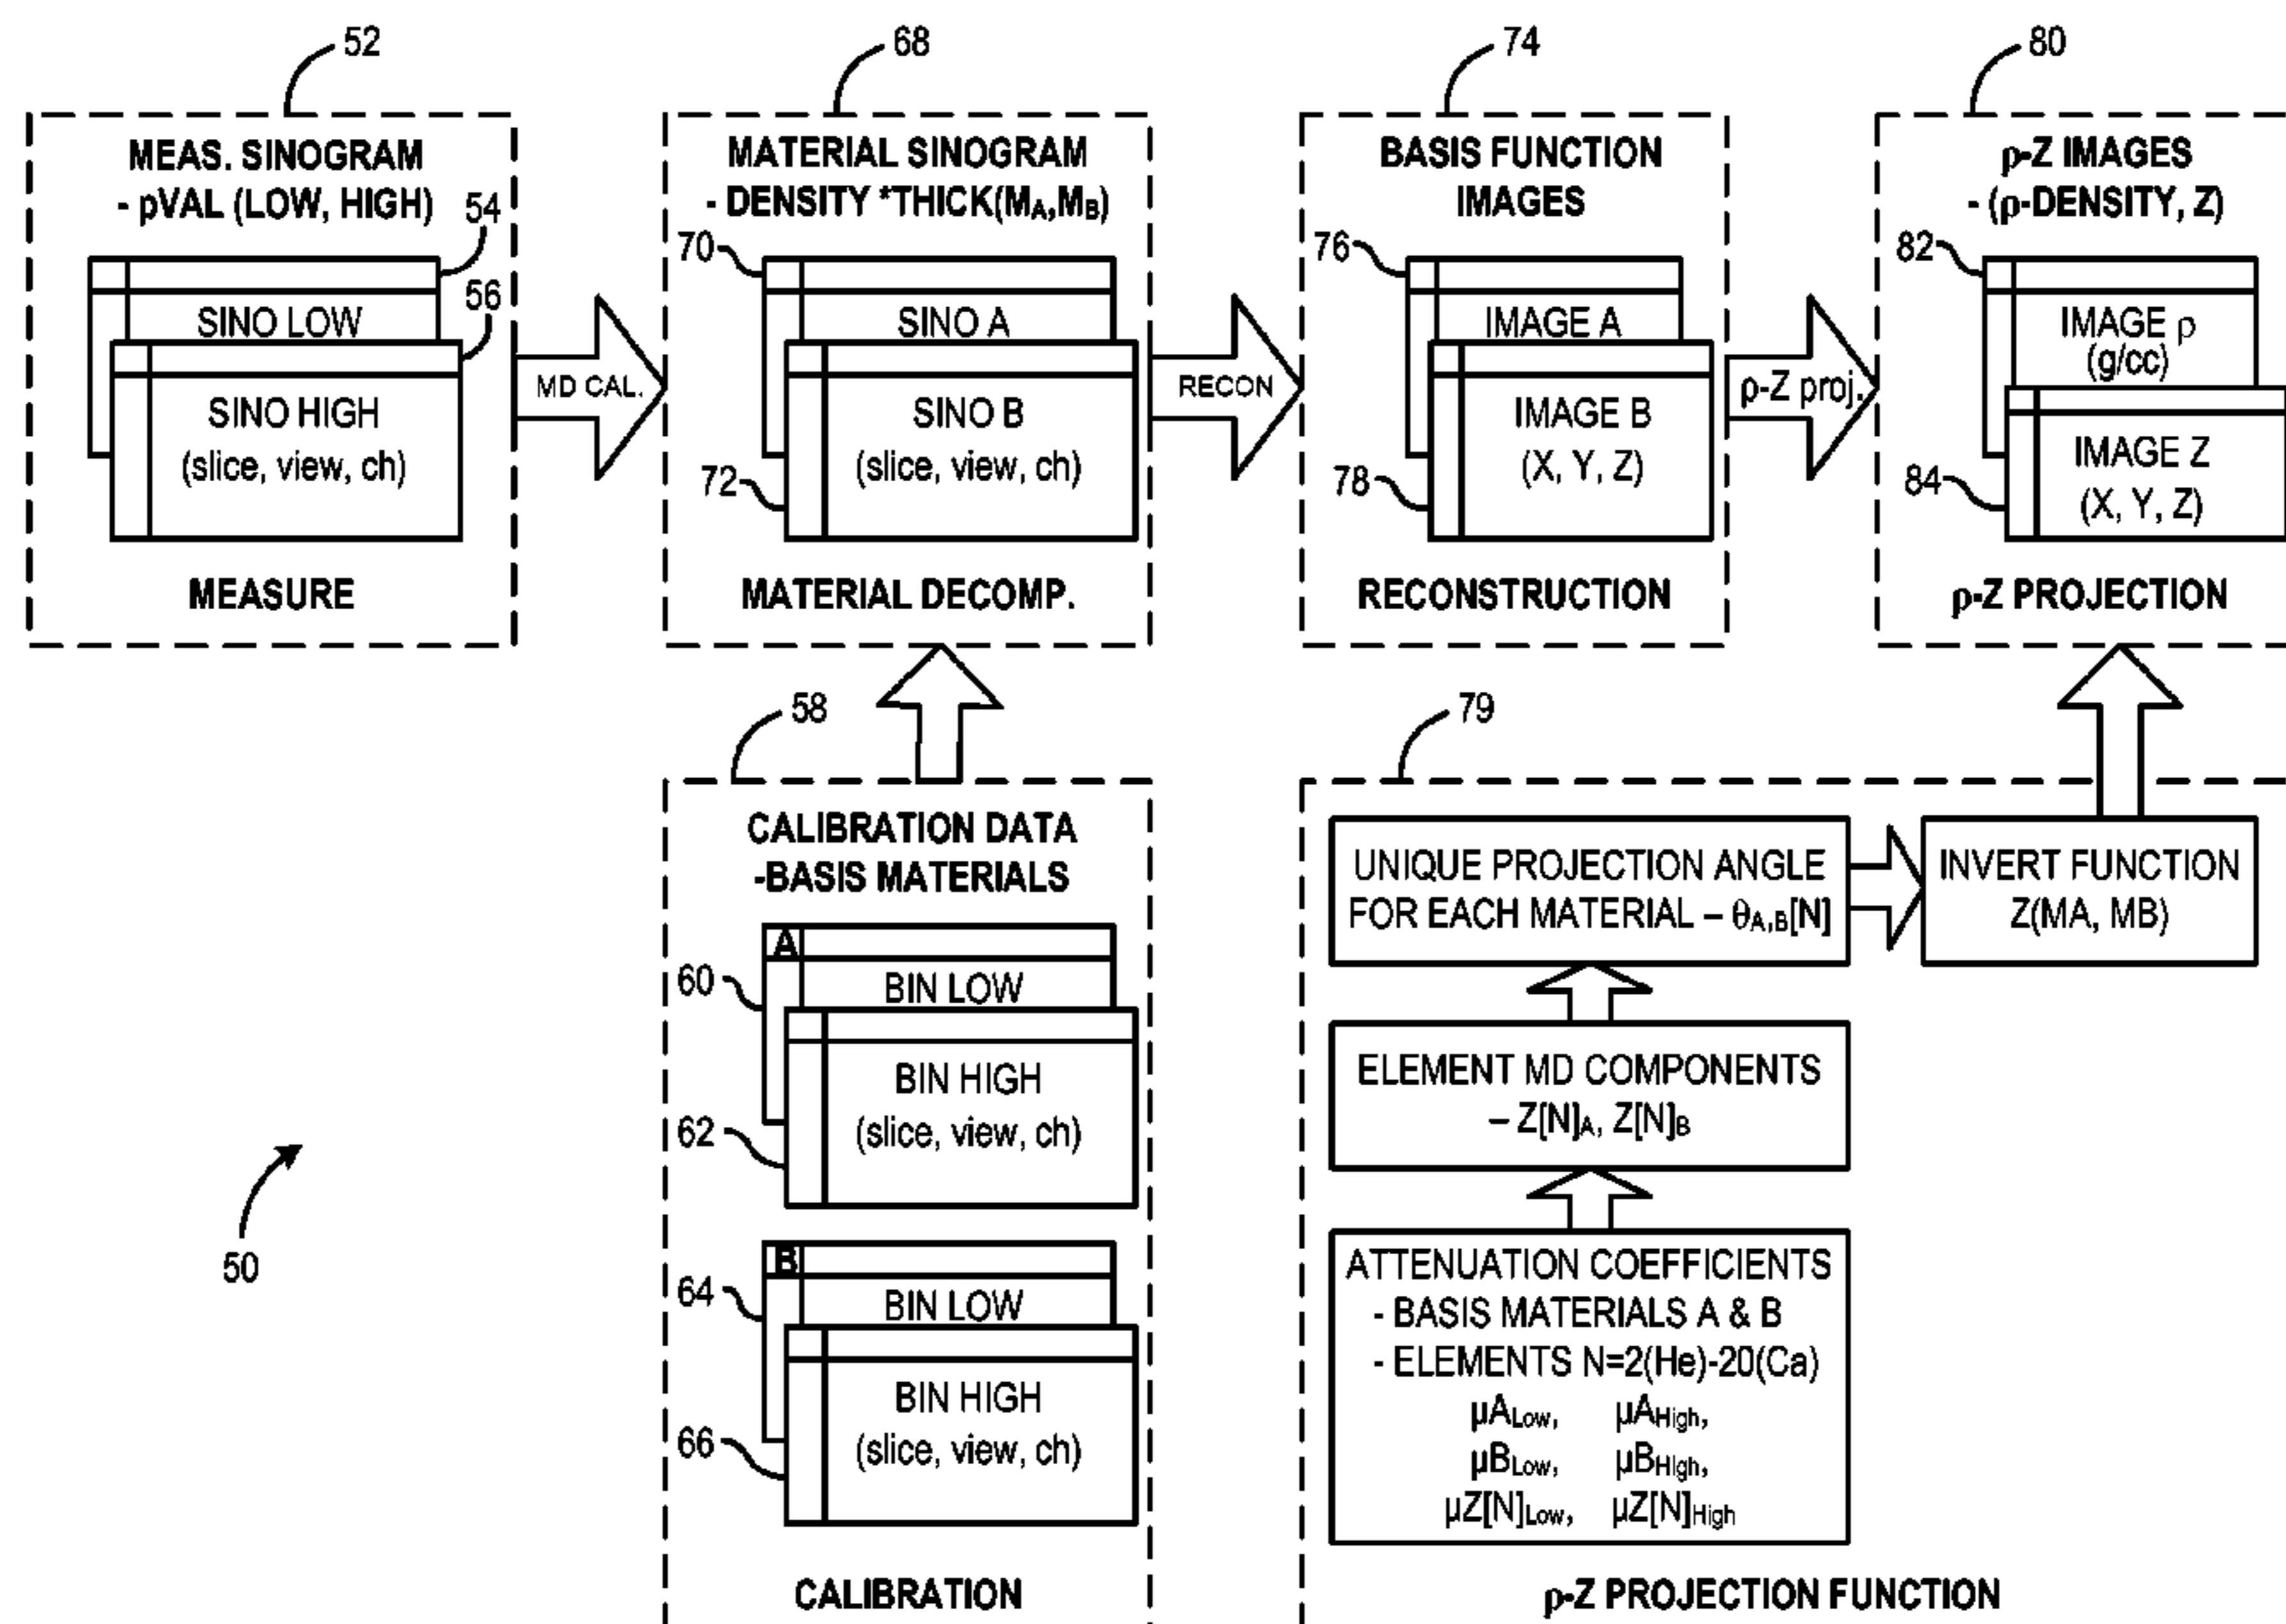 52
MEAS. SINOGRAM
- pVAL (LOW, HIGH)
54
SINO LOW
56
SINO HIGH
(slice, view, ch)
MEASURE
MD CAL.
68
MATERIAL SINOGRAM
- DENSITY *THICK(MA,MB)
70
SINO A
SINO B
(slice, view, ch)
72
MATERIAL DECOMP.
RECON
74
BASIS FUNCTION
IMAGES
76
IMAGE A
IMAGE B
(X, Y, Z)
78
RECONSTRUCTION
ρ-Z proj.
80
ρ-Z IMAGES
- (ρ-DENSITY, Z)
82
IMAGE ρ
(g/cc)
IMAGE Z
(X, Y, Z)
84
ρ-Z PROJECTION
58
CALIBRATION DATA
-BASIS MATERIALS
A
60
BIN LOW
BIN HIGH
(slice, view, ch)
62
B
64
BIN LOW
BIN HIGH
(slice, view, ch)
66
CALIBRATION
79
UNIQUE PROJECTION ANGLE
FOR EACH MATERIAL – θA,B[N]
INVERT FUNCTION
Z(MA, MB)
ELEMENT MD COMPONENTS
– Z[N]A, Z[N]B
ATTENUATION COEFFICIENTS
- BASIS MATERIALS A & B
- ELEMENTS N=2(He)-20(Ca)
μALow, μAHigh,
μBLow, μBHigh,
μZ[N]Low, μZ[N]High
ρ-Z PROJECTION FUNCTION
50